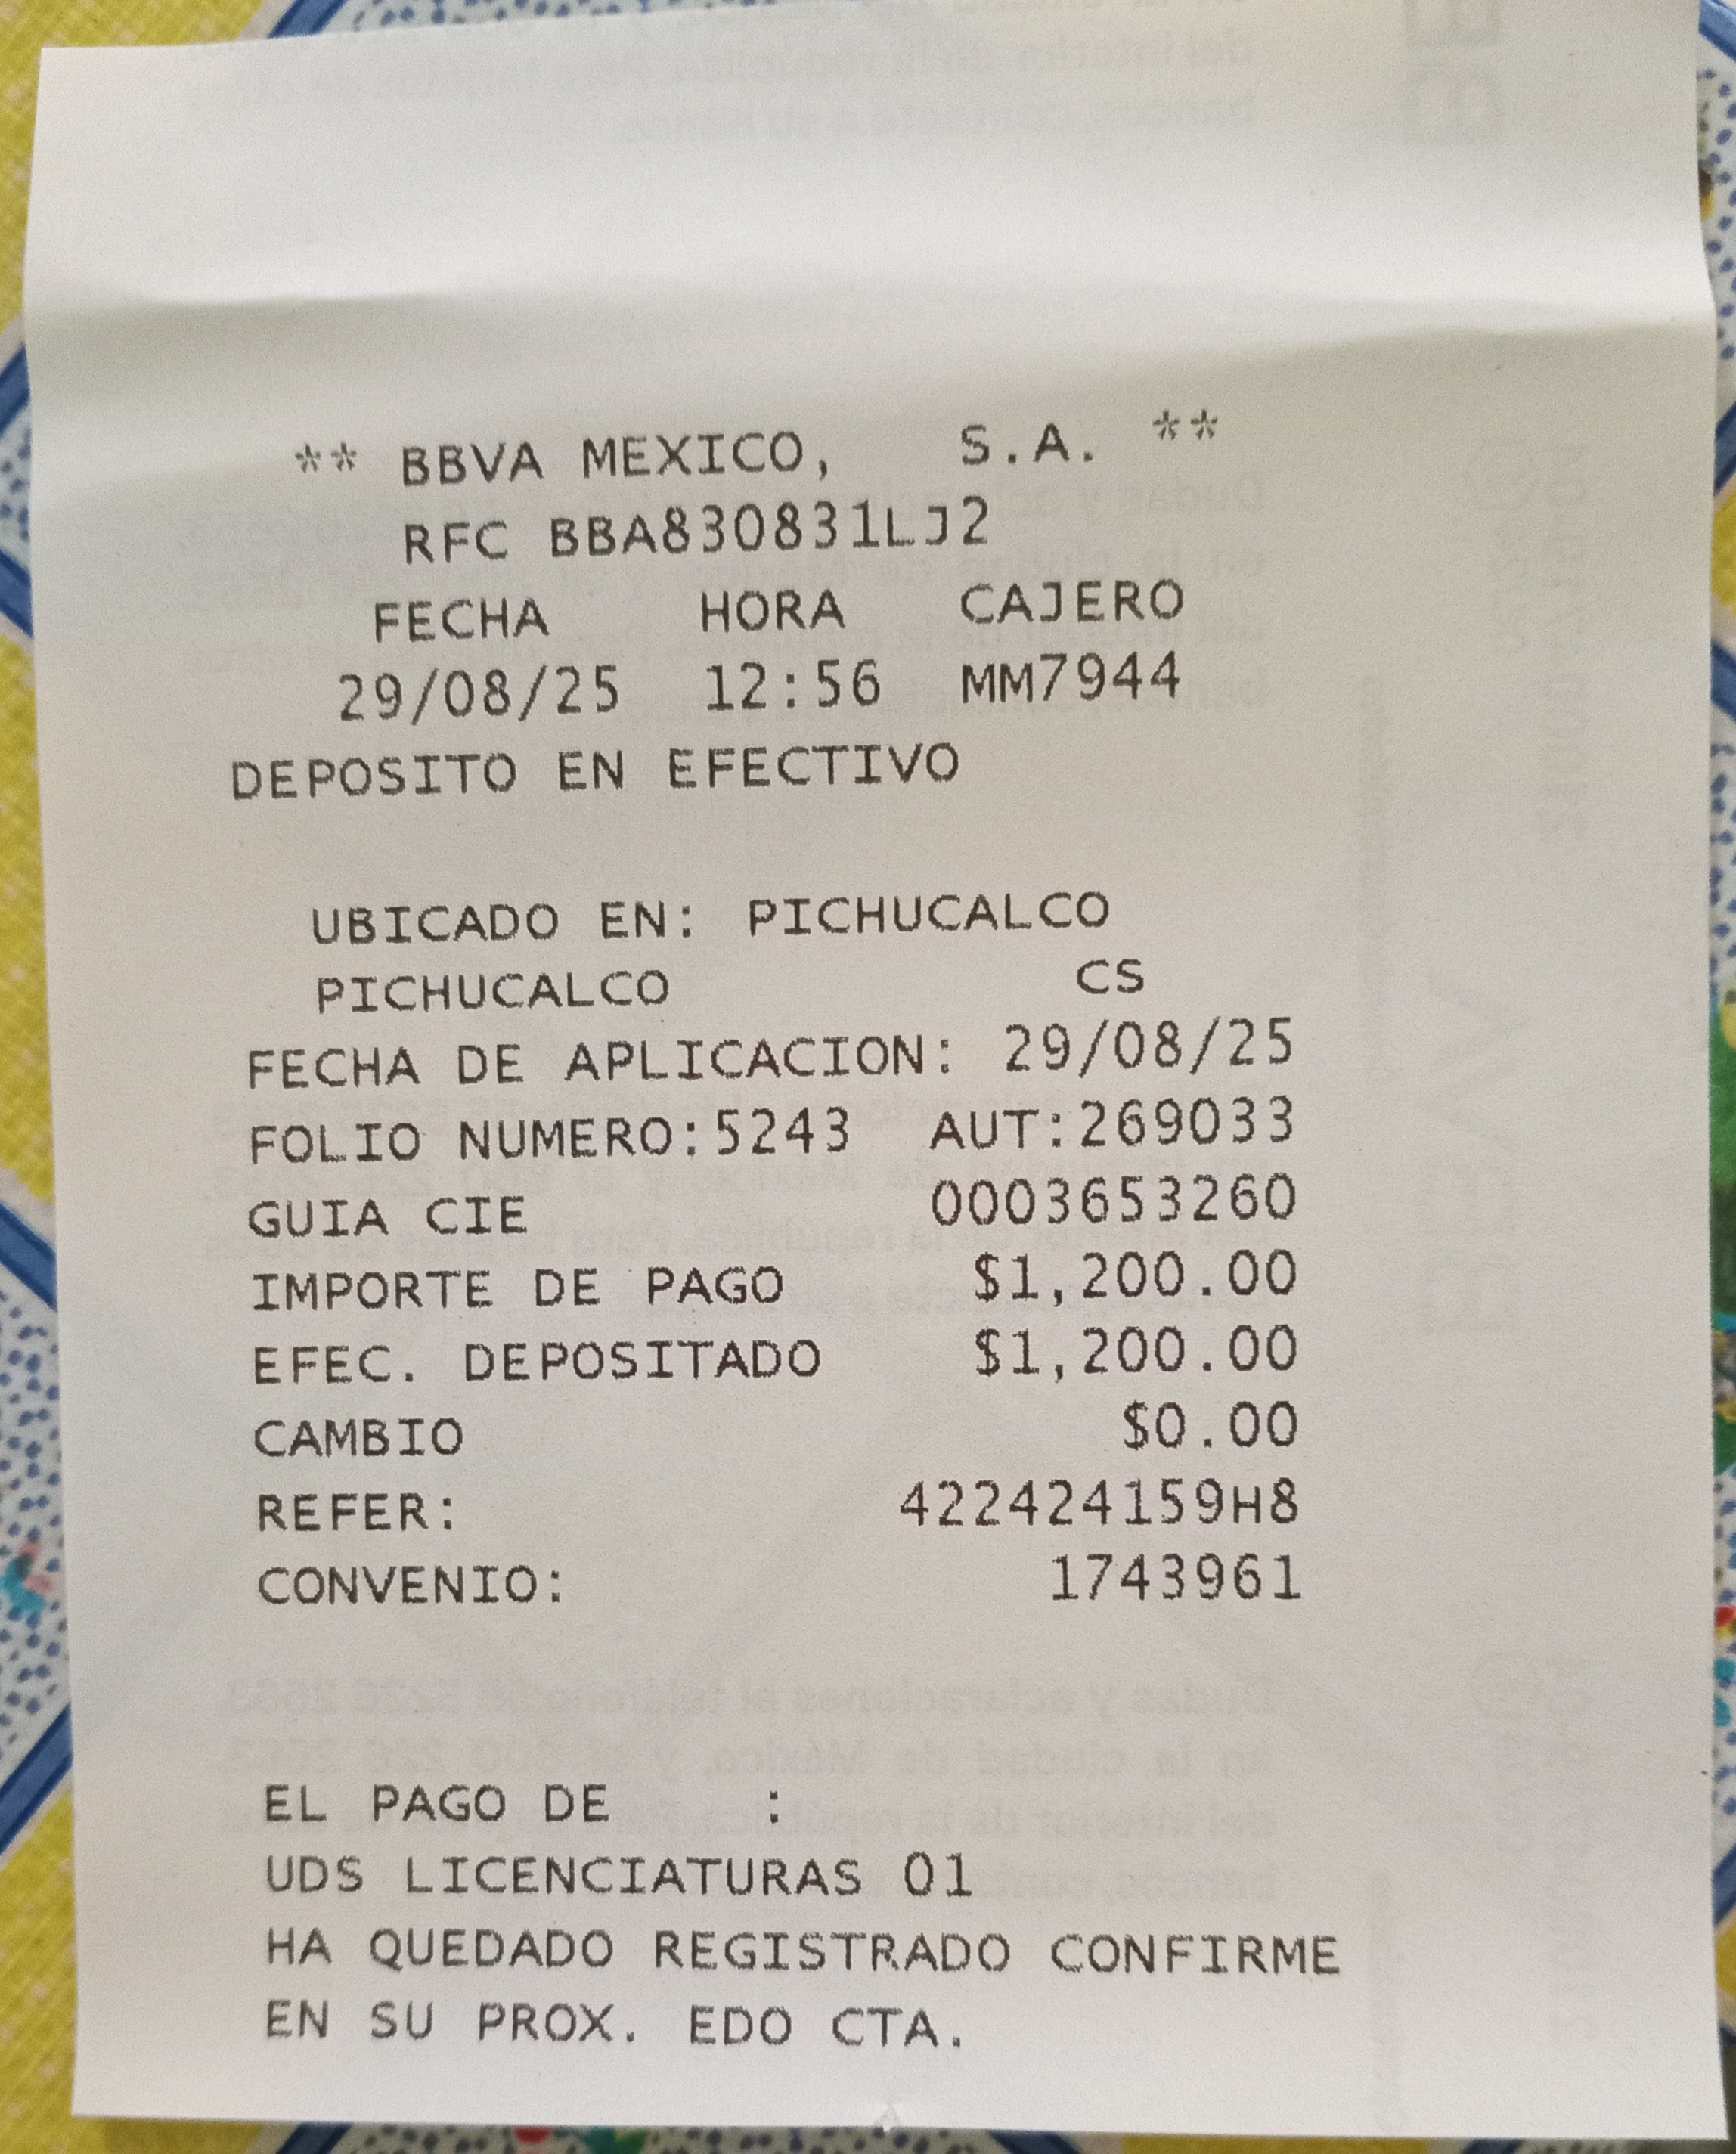 ** BBVA MEXICO, S.A. **
RFC BBA830831LJ2
FECHA HORA CAJERO
29/08/25 12:56 MM7944
DEPOSITO EN EFECTIVO
UBICADO EN: PICHUCALCO
PICHUCALCO CS
FECHA DE APLICACION: 29/08/25
FOLIO NUMERO:5243 AUT:269033
GUIA CIE 0003653260
IMPORTE DE PAGO $1,200.00
EFEC. DEPOSITADO $1,200.00
CAMBIO $0.00
REFER: 422424159H8
CONVENIO: 1743961
EL PAGO DE :
UDS LICENCIATURAS 01
HA QUEDADO REGISTRADO CONFIRME
EN SU PROX. EDO CTA.